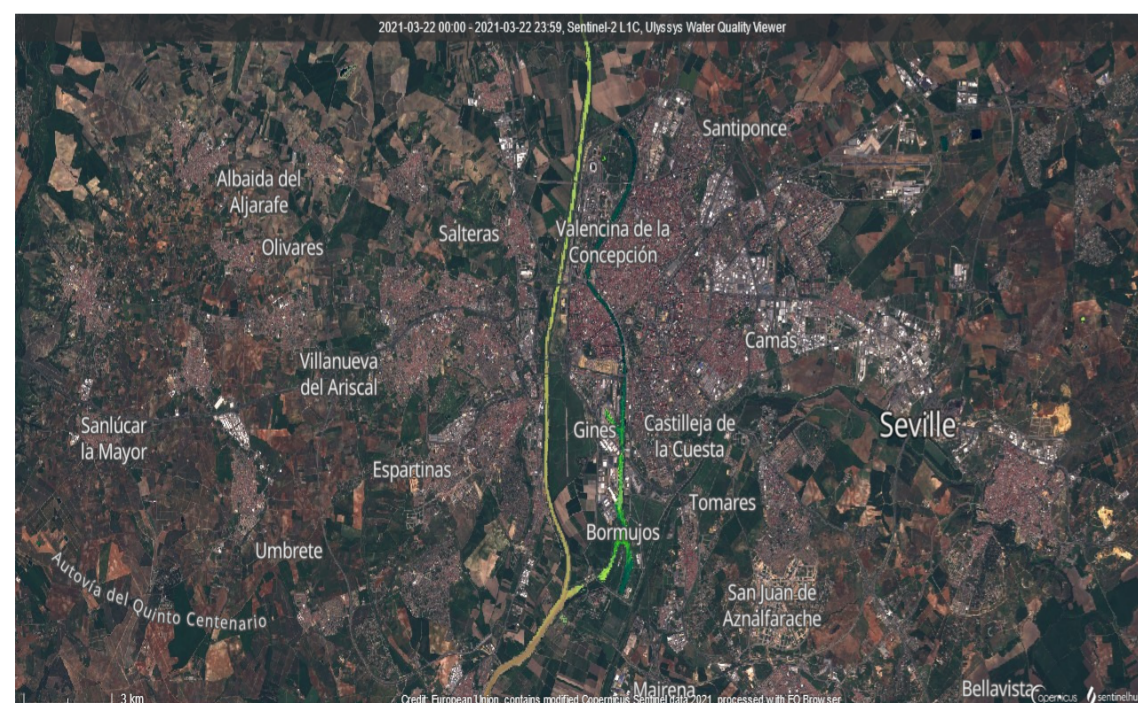 2021-03-22 00:00 - 2021-03-22 23:59, Sentinel-2 L1C, Ulyssys Water Quality Viewer
Santiponce
Albaida del
Aljarafe
Olivares
Salteras
Valencina de la
Concepción
Camas
Villanueva
del Ariscal
Sanlúcar
la Mayor
Gines
Castilleja de
la Cuesta
Seville
Espartinas
Tomares
Bormujos
Umbrete
Autovía del Quinto Centenario
San Juan de
Aznalfarache
Mairena
Bellavista
3 km
Credit: European Union, contains modified Copernicus Sentinel data 2021, processed with EO Browser
opernicus
sentinelhu